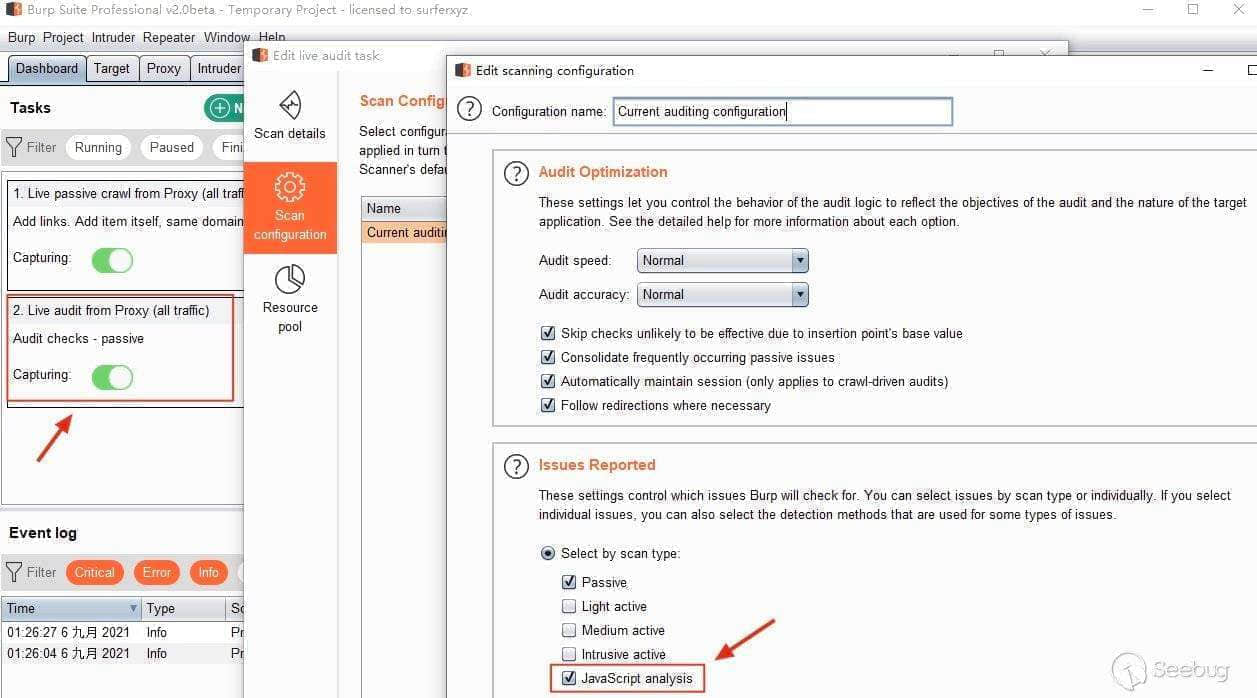 Burp Suite Professional v2.0beta - Temporary Project - licensed to surferxyz
Burp Project Intruder Repeater Window Help
Dashboard Target Proxy Intruder
Tasks
N
Filter Running Paused Fini
1. Live passive crawl from Proxy (all traf
Add links. Add item itself, same domain
Capturing:
2. Live audit from Proxy (all traffic)
Audit checks - passive
Capturing:
Event log
Filter Critical Error Info
Time Type So
01:26:27 6 九月 2021 Info Pr
01:26:04 6 九月 2021 Info Pr
Edit live audit task
Scan details
Scan
configuration
Resource
pool
Scan Config
Select configur
applied in turn t
Scanner's defau
Name
Current auditin
Edit scanning configuration
Configuration name: Current auditing configuration
Audit Optimization
These settings let you control the behavior of the audit logic to reflect the objectives of the audit and the nature of the target
application. See the detailed help for more information about each option.
Audit speed: Normal
Audit accuracy: Normal
Skip checks unlikely to be effective due to insertion point's base value
Consolidate frequently occurring passive issues
Automatically maintain session (only applies to crawl-driven audits)
Follow redirections where necessary
Issues Reported
These settings control which issues Burp will check for. You can select issues by scan type or individually. If you select
individual issues, you can also select the detection methods that are used for some types of issues.
Select by scan type:
Passive
Light active
Medium active
Intrusive active
JavaScript analysis
Seebug